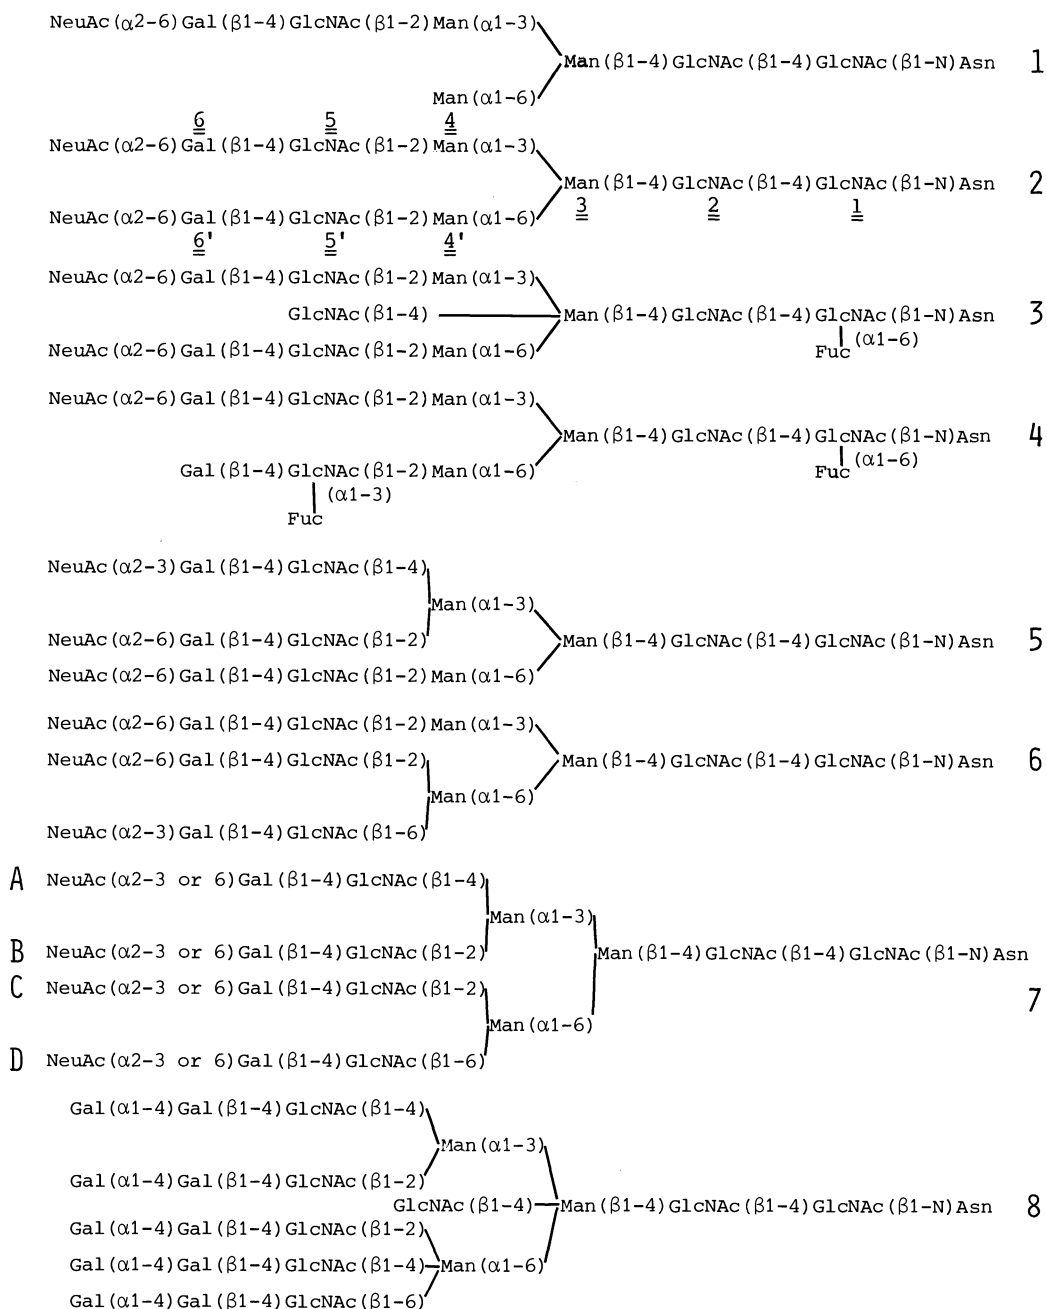 NeuAc(α2-6)Gal(β1-4)GlcNAc(β1-2)Man(α1-3)
Man(β1-4)GlcNAc(β1-4)GlcNAc(β1-N)Asn 1
Man(α1-6)
6 5 4
NeuAc(α2-6)Gal(β1-4)GlcNAc(β1-2)Man(α1-3)
Man(β1-4)GlcNAc(β1-4)GlcNAc(β1-N)Asn 2
3 2 1
NeuAc(α2-6)Gal(β1-4)GlcNAc(β1-2)Man(α1-6)
6' 5' 4'
NeuAc(α2-6)Gal(β1-4)GlcNAc(β1-2)Man(α1-3)
GlcNAc(β1-4) Man(β1-4)GlcNAc(β1-4)GlcNAc(β1-N)Asn 3
(α1-6)
NeuAc(α2-6)Gal(β1-4)GlcNAc(β1-2)Man(α1-6) Fuc
NeuAc(α2-6)Gal(β1-4)GlcNAc(β1-2)Man(α1-3)
Man(β1-4)GlcNAc(β1-4)GlcNAc(β1-N)Asn 4
(α1-6)
Gal(β1-4)GlcNAc(β1-2)Man(α1-6) Fuc
(α1-3)
Fuc
NeuAc(α2-3)Gal(β1-4)GlcNAc(β1-4)
Man(α1-3)
NeuAc(α2-6)Gal(β1-4)GlcNAc(β1-2) Man(β1-4)GlcNAc(β1-4)GlcNAc(β1-N)Asn 5
NeuAc(α2-6)Gal(β1-4)GlcNAc(β1-2)Man(α1-6)
NeuAc(α2-6)Gal(β1-4)GlcNAc(β1-2)Man(α1-3)
NeuAc(α2-6)Gal(β1-4)GlcNAc(β1-2) Man(β1-4)GlcNAc(β1-4)GlcNAc(β1-N)Asn 6
Man(α1-6)
NeuAc(α2-3)Gal(β1-4)GlcNAc(β1-6)
A NeuAc(α2-3 or 6)Gal(β1-4)GlcNAc(β1-4)
Man(α1-3)
B NeuAc(α2-3 or 6)Gal(β1-4)GlcNAc(β1-2) Man(β1-4)GlcNAc(β1-4)GlcNAc(β1-N)Asn
C NeuAc(α2-3 or 6)Gal(β1-4)GlcNAc(β1-2) 7
Man(α1-6)
D NeuAc(α2-3 or 6)Gal(β1-4)GlcNAc(β1-6)
Gal(α1-4)Gal(β1-4)GlcNAc(β1-4)
Man(α1-3)
Gal(α1-4)Gal(β1-4)GlcNAc(β1-2)
GlcNAc(β1-4) Man(β1-4)GlcNAc(β1-4)GlcNAc(β1-N)Asn 8
Gal(α1-4)Gal(β1-4)GlcNAc(β1-2)
Gal(α1-4)Gal(β1-4)GlcNAc(β1-4) Man(α1-6)
Gal(α1-4)Gal(β1-4)GlcNAc(β1-6)